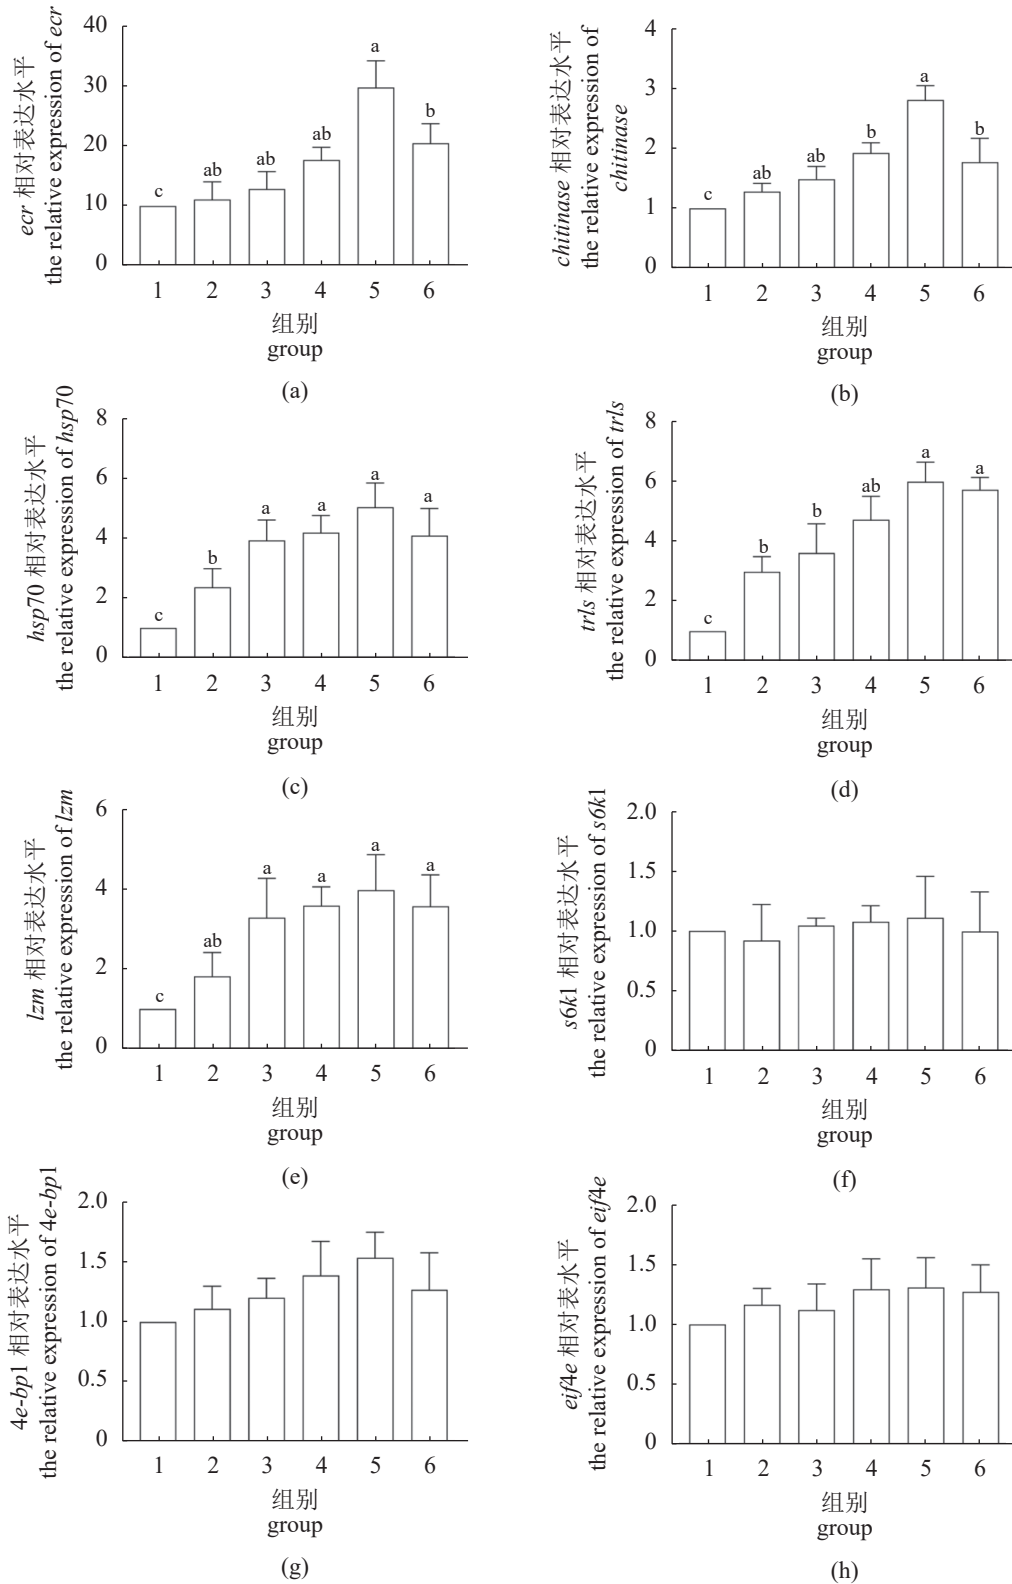 ecr 相对表达水平
the relative expression of ecr
40
30
20
10
0
c
ab
ab
ab
a
b
1 2 3 4 5 6
组别
group
(a)
chitinase 相对表达水平
the relative expression of
chitinase
4
3
2
1
0
c
ab
ab
b
a
b
1 2 3 4 5 6
组别
group
(b)
hsp70 相对表达水平
the relative expression of hsp70
8
6
4
2
0
c
b
a
a
a
a
1 2 3 4 5 6
组别
group
(c)
trls 相对表达水平
the relative expression of trls
8
6
4
2
0
c
b
b
ab
a
a
1 2 3 4 5 6
组别
group
(d)
lzm 相对表达水平
the relative expression of lzm
6
4
2
0
c
ab
a
a
a
a
1 2 3 4 5 6
组别
group
(e)
s6k1 相对表达水平
the relative expression of s6k1
2.0
1.5
1.0
0.5
0
1 2 3 4 5 6
组别
group
(f)
4e-bp1 相对表达水平
the relative expression of 4e-bp1
2.0
1.5
1.0
0.5
0
1 2 3 4 5 6
组别
group
(g)
eif4e 相对表水平
the relative expression of eif4e
2.0
1.5
1.0
0.5
0
1 2 3 4 5 6
组别
group
(h)